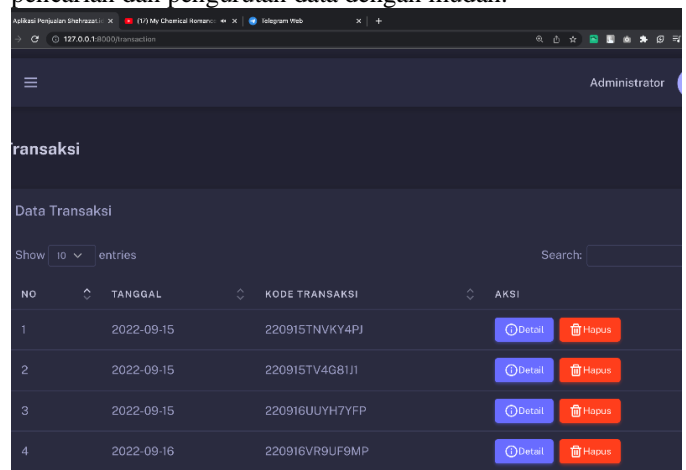 pencarian dan pengurutan data dengan mudah.
Aplikasi Penjualan Shehrazat.i (17) My Chemical Romance Telegram Web
127.0.0.1:8000/transaction
Administrator
Transaksi
Data Transaksi
Show 10 entries Search:
NO TANGGAL KODE TRANSAKSI AKSI
1 2022-09-15 220915TNVKY4PJ Detail Hapus
2 2022-09-15 220915TV4G81J1 Detail Hapus
3 2022-09-15 220916UUYH7YFP Detail Hapus
4 2022-09-16 220916VR9UF9MP Detail Hapus